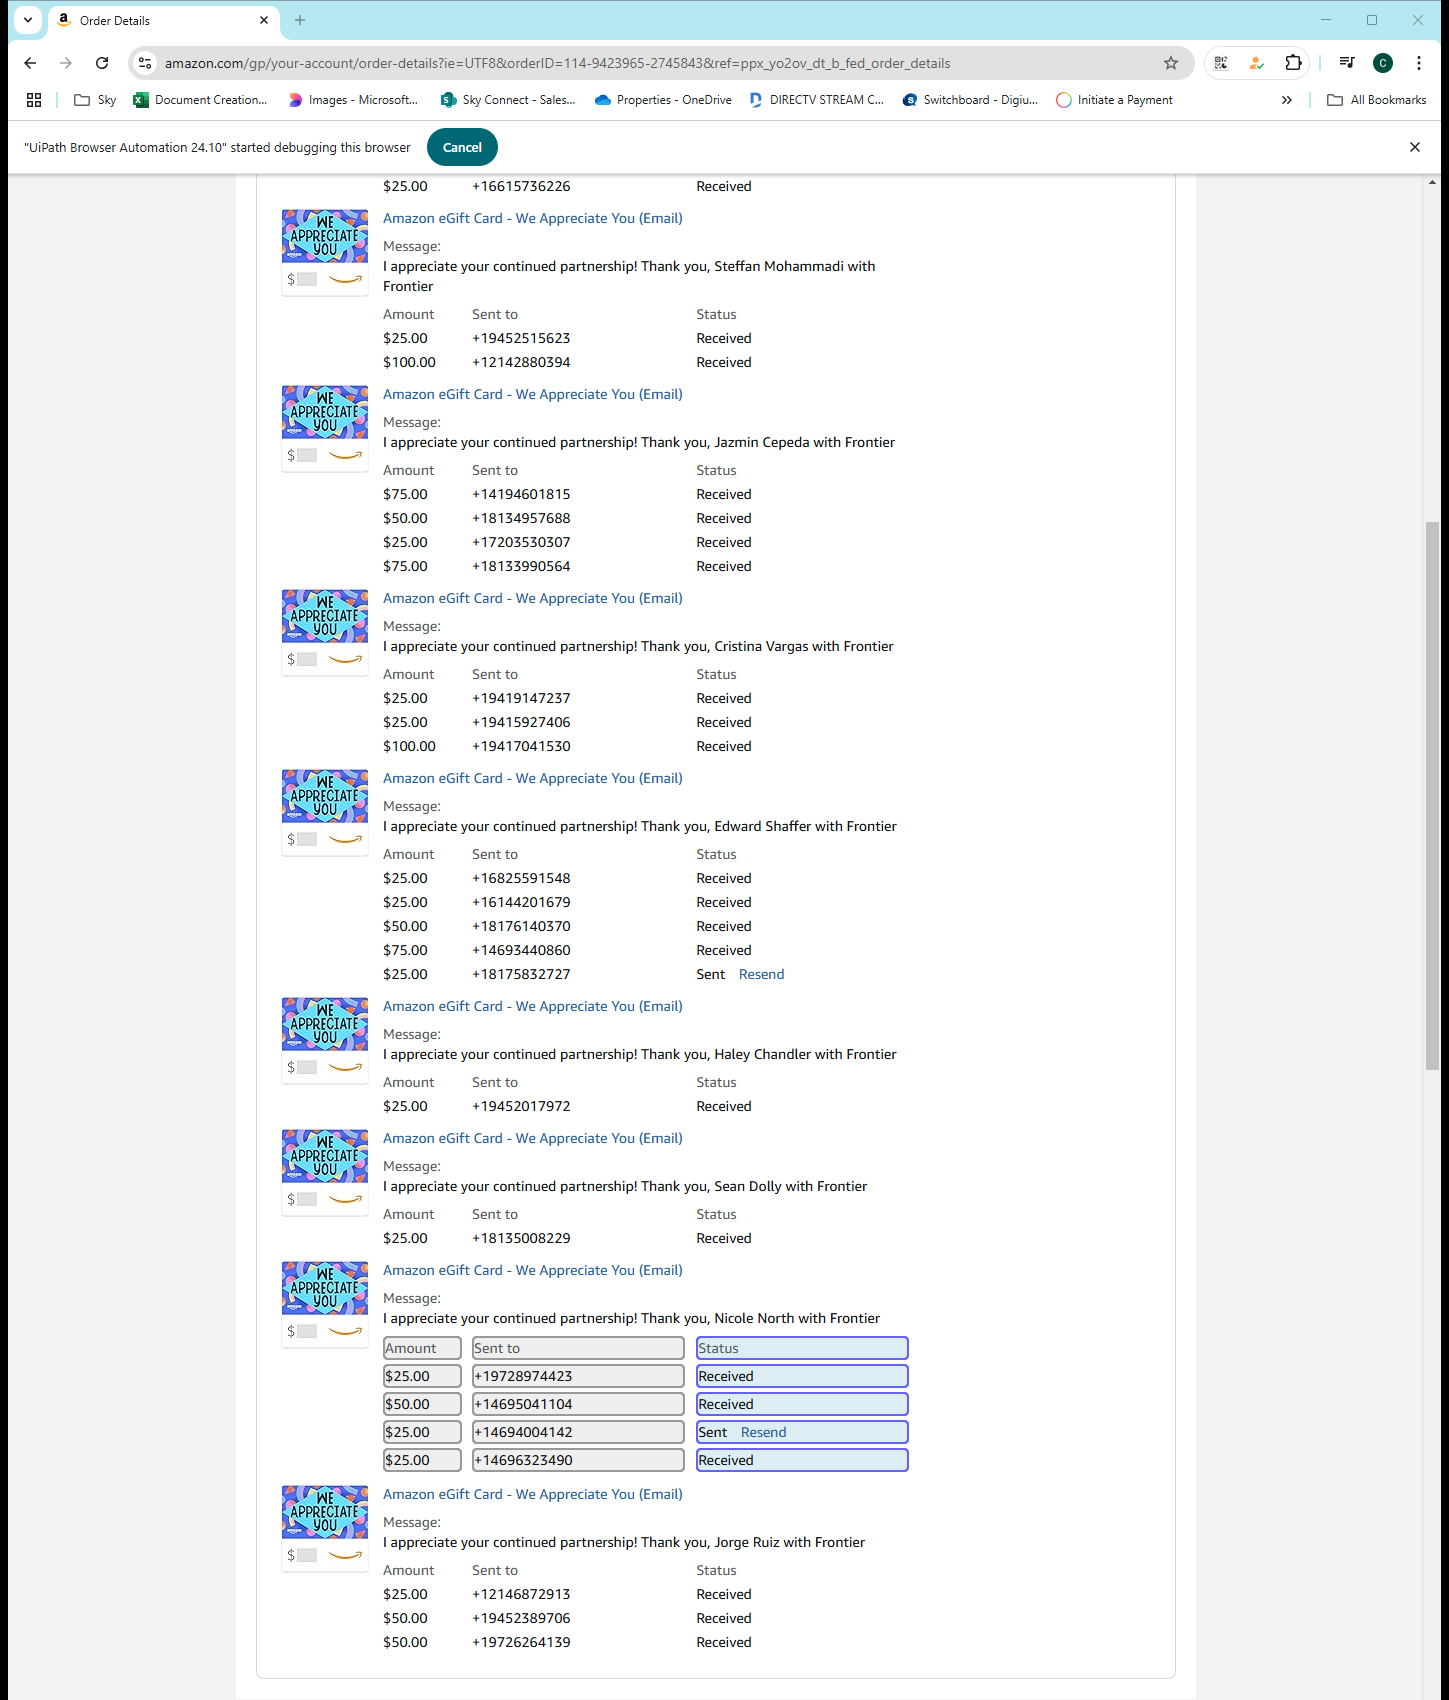 Order Details
amazon.com/gp/your-account/order-details?ie=UTF8&orderID=114-9423965-2745843&ref=ppx_yo2ov_dt_b_fed_order_details
C
Sky
Document Creation...
Images - Microsoft...
Sky Connect - Sales...
Properties - OneDrive
DIRECTV STREAM C...
Switchboard - Digiu...
Initiate a Payment
All Bookmarks
"UiPath Browser Automation 24.10" started debugging this browser Cancel
$25.00 +16615736226 Received
WE APPRECIATE YOU
$
Amazon eGift Card - We Appreciate You (Email)
Message:
I appreciate your continued partnership! Thank you, Steffan Mohammadi with
Frontier
Amount Sent to Status
$25.00 +19452515623 Received
$100.00 +12142880394 Received
WE APPRECIATE YOU
$
Amazon eGift Card - We Appreciate You (Email)
Message:
I appreciate your continued partnership! Thank you, Jazmin Cepeda with Frontier
Amount Sent to Status
$75.00 +14194601815 Received
$50.00 +18134957688 Received
$25.00 +17203530307 Received
$75.00 +18133990564 Received
WE APPRECIATE YOU
$
Amazon eGift Card - We Appreciate You (Email)
Message:
I appreciate your continued partnership! Thank you, Cristina Vargas with Frontier
Amount Sent to Status
$25.00 +19419147237 Received
$25.00 +19415927406 Received
$100.00 +19417041530 Received
WE APPRECIATE YOU
$
Amazon eGift Card - We Appreciate You (Email)
Message:
I appreciate your continued partnership! Thank you, Edward Shaffer with Frontier
Amount Sent to Status
$25.00 +16825591548 Received
$25.00 +16144201679 Received
$50.00 +18176140370 Received
$75.00 +14693440860 Received
$25.00 +18175832727 Sent Resend
WE APPRECIATE YOU
$
Amazon eGift Card - We Appreciate You (Email)
Message:
I appreciate your continued partnership! Thank you, Haley Chandler with Frontier
Amount Sent to Status
$25.00 +19452017972 Received
WE APPRECIATE YOU
$
Amazon eGift Card - We Appreciate You (Email)
Message:
I appreciate your continued partnership! Thank you, Sean Dolly with Frontier
Amount Sent to Status
$25.00 +18135008229 Received
WE APPRECIATE YOU
$
Amazon eGift Card - We Appreciate You (Email)
Message:
I appreciate your continued partnership! Thank you, Nicole North with Frontier
Amount Sent to Status
$25.00 +19728974423 Received
$50.00 +14695041104 Received
$25.00 +14694004142 Sent Resend
$25.00 +14696323490 Received
WE APPRECIATE YOU
$
Amazon eGift Card - We Appreciate You (Email)
Message:
I appreciate your continued partnership! Thank you, Jorge Ruiz with Frontier
Amount Sent to Status
$25.00 +12146872913 Received
$50.00 +19452389706 Received
$50.00 +19726264139 Received